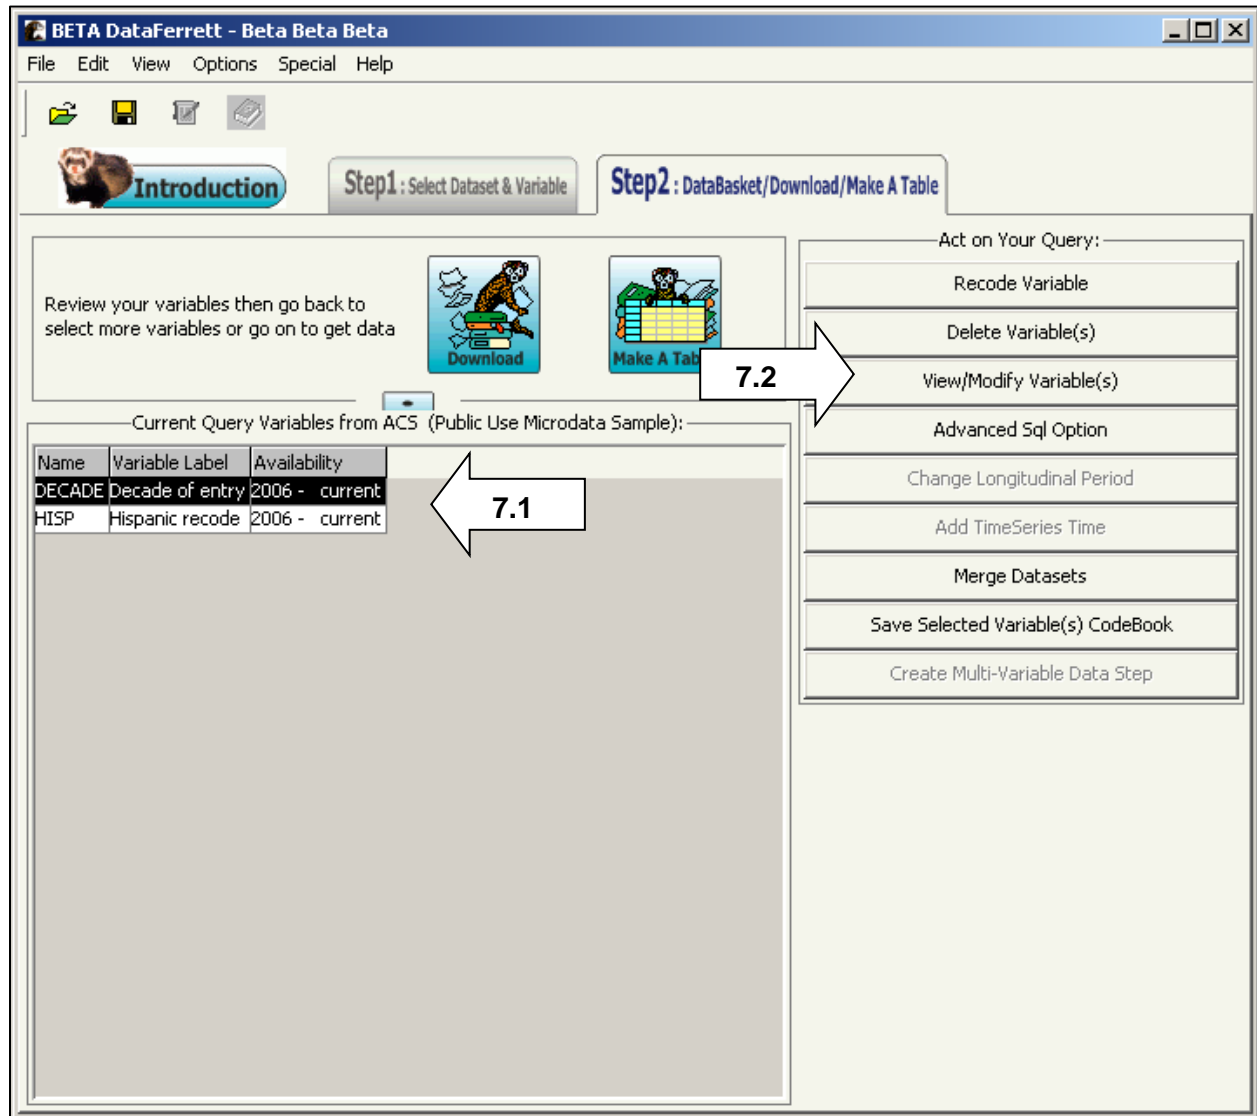 BETA DataFerrett - Beta Beta Beta
File Edit View Options Special Help
Introduction
Step1 : Select Dataset & Variable
Step2 : DataBasket/Download/Make A Table
Review your variables then go back to
select more variables or go on to get data
Download
Make A Tab
7.2
Current Query Variables from ACS (Public Use Microdata Sample):
Name Variable Label Availability
DECADE Decade of entry 2006 - current
HISP Hispanic recode 2006 - current
7.1
Act on Your Query:
Recode Variable
Delete Variable(s)
View/Modify Variable(s)
Advanced Sql Option
Change Longitudinal Period
Add TimeSeries Time
Merge Datasets
Save Selected Variable(s) CodeBook
Create Multi-Variable Data Step